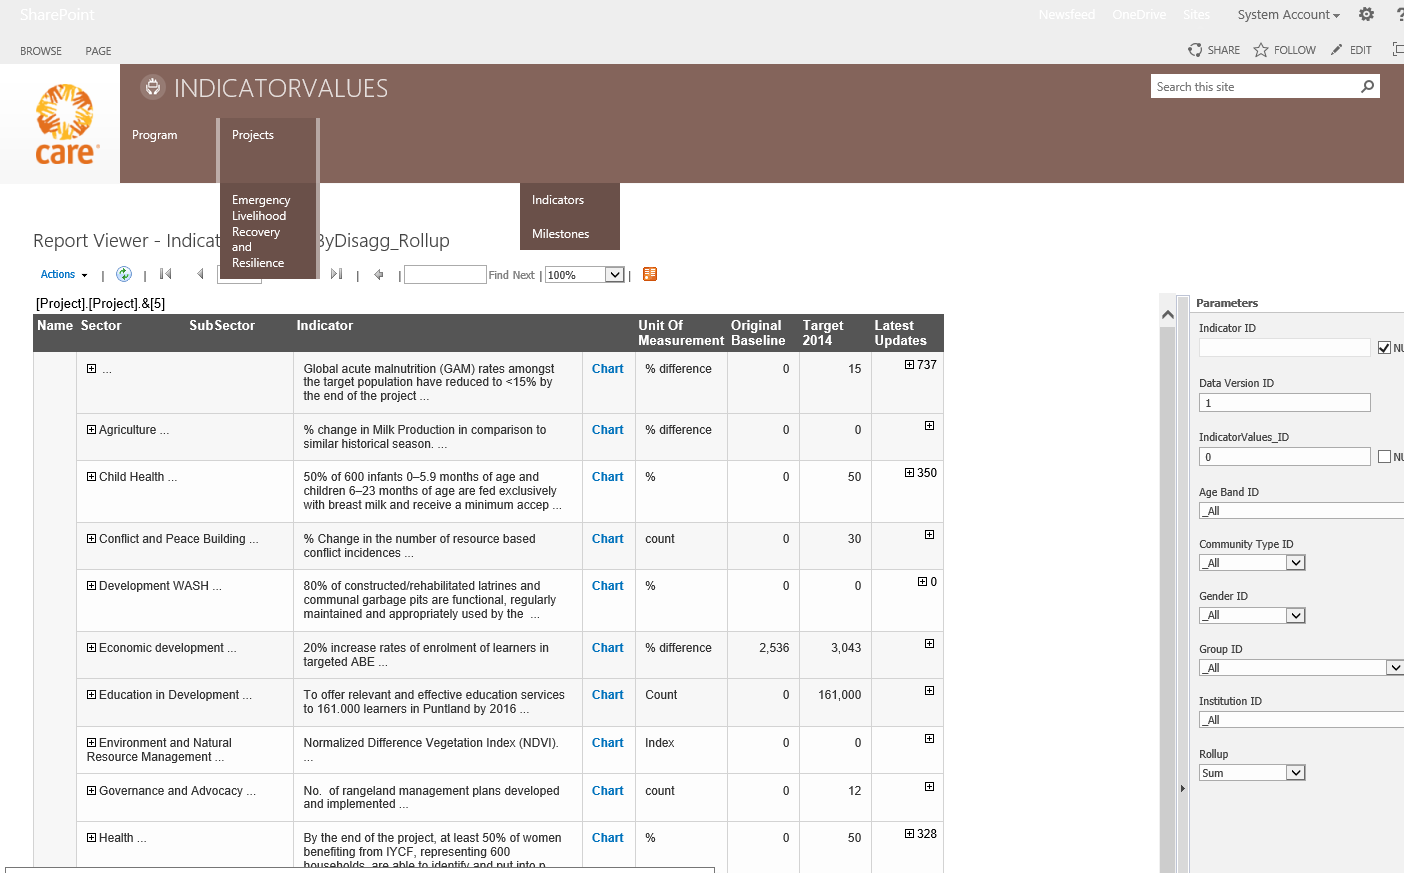 SharePoint
Newsfeed OneDrive Sites System Account ?
BROWSE PAGE
SHARE FOLLOW EDIT
care
INDICATORVALUES
Search this site
Program
Projects
Emergency
Livelihood
Recovery
and
Resilience
Indicators
Milestones
Report Viewer - Indicat ByDisagg_Rollup
Actions | | | | Find Next | 100% |
[Project].[Project].&[5]
Name Sector SubSector Indicator Unit Of Measurement Original Baseline Target 2014 Latest Updates
... Global acute malnutrition (GAM) rates amongst Chart % difference 0 15 737
the target population have reduced to <15% by
the end of the project ...
Agriculture ... % change in Milk Production in comparison to Chart % difference 0 0
similar historical season. ...
Child Health ... 50% of 600 infants 0–5.9 months of age and Chart % 0 50 350
children 6–23 months of age are fed exclusively
with breast milk and receive a minimum accep ...
Conflict and Peace Building ... % Change in the number of resource based Chart count 0 30
conflict incidences ...
Development WASH ... 80% of constructed/rehabilitated latrines and Chart % 0 0 0
communal garbage pits are functional, regularly
maintained and appropriately used by the ...
Economic development ... 20% increase rates of enrolment of learners in Chart % difference 2,536 3,043
targeted ABE ...
Education in Development ... To offer relevant and effective education services Chart Count 0 161,000
to 161.000 learners in Puntland by 2016 ...
Environment and Natural Normalized Difference Vegetation Index (NDVI). Chart Index 0 0
Resource Management ... ...
Governance and Advocacy ... No. of rangeland management plans developed Chart count 0 12
and implemented ...
Health ... By the end of the project, at least 50% of women Chart % 0 50 328
benefiting from IYCF, representing 600
households, are able to identify and put into p
Parameters
Indicator ID
NU
Data Version ID
1
IndicatorValues_ID
0 NU
Age Band ID
_All
Community Type ID
_All
Gender ID
_All
Group ID
_All
Institution ID
_All
Rollup
Sum